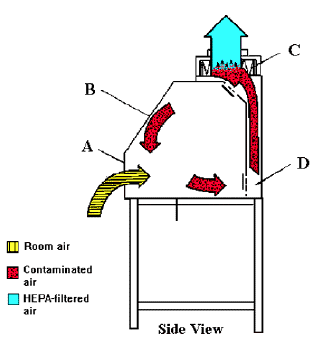 C
B
A
D
Room air
Contaminated
air
HEPA-filtered
air
Side View